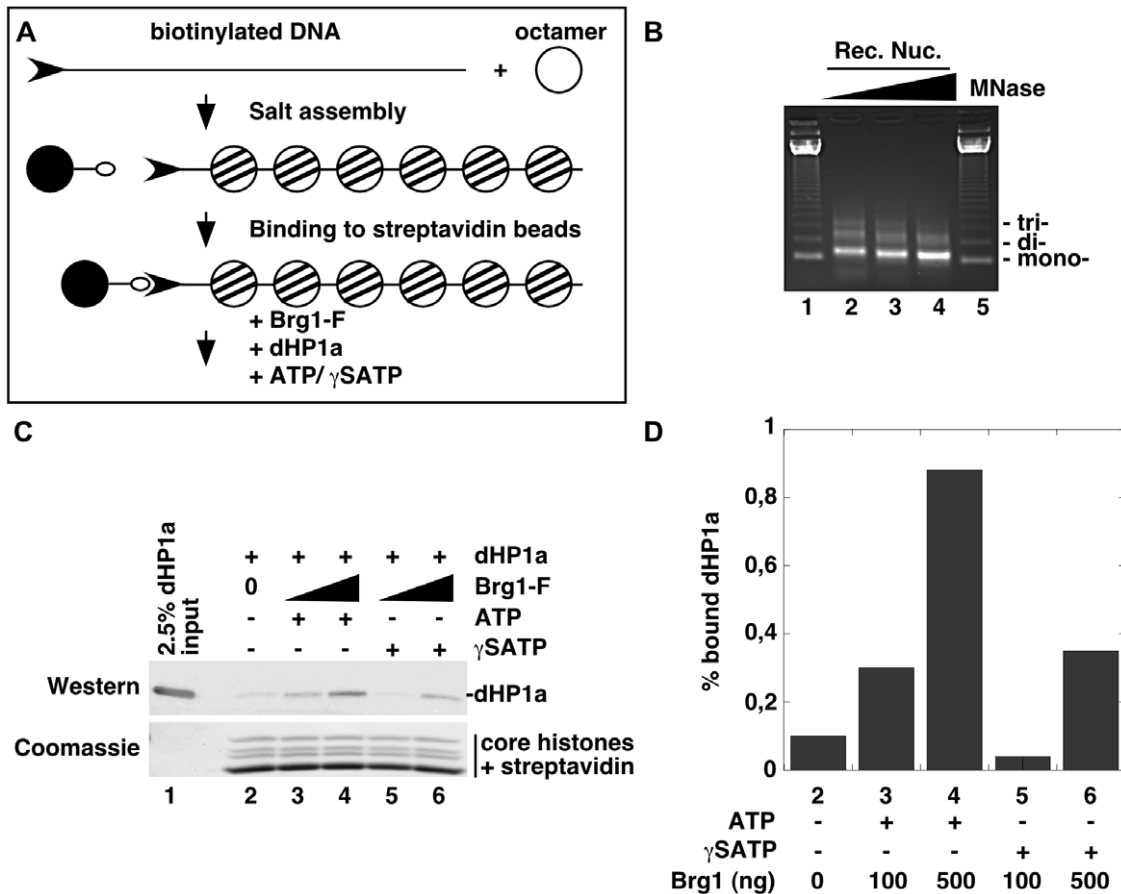 A
biotinylated DNA
octamer
+
Salt assembly
Binding to streptavidin beads
+ Brg1-F
+ dHP1a
+ ATP/ γSATP
B
Rec. Nuc.
MNase
- tri-
- di-
- mono-
1 2 3 4 5
C
2.5% dHP1a
input
+ + + + + dHP1a
0 Brg1-F
- + + - - ATP
- - - + + γSATP
Western
-dHP1a
Coomassie
core histones
+ streptavidin
1 2 3 4 5 6
D
% bound dHP1a
1
0,8
0,6
0,4
0,2
0
2 3 4 5 6
ATP - + + - -
γSATP - - - + +
Brg1 (ng) 0 100 500 100 500